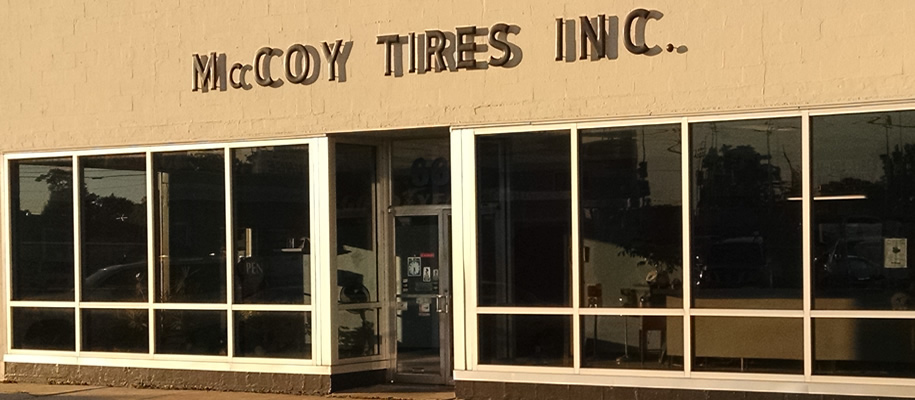 McCOY TIRES INC.